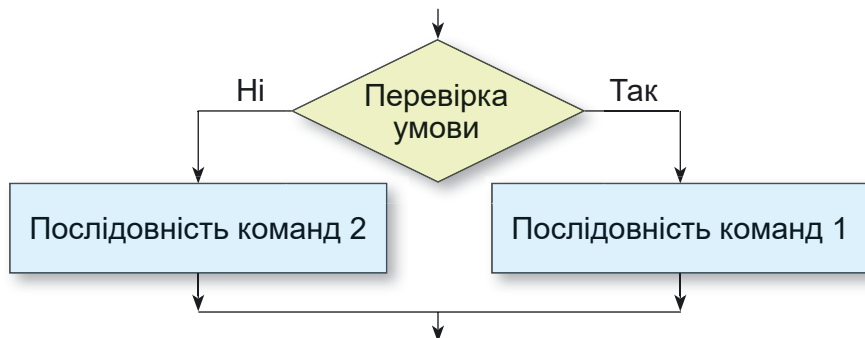 Ні
Перевірка
умови
Так
Послідовність команд 2
Послідовність команд 1